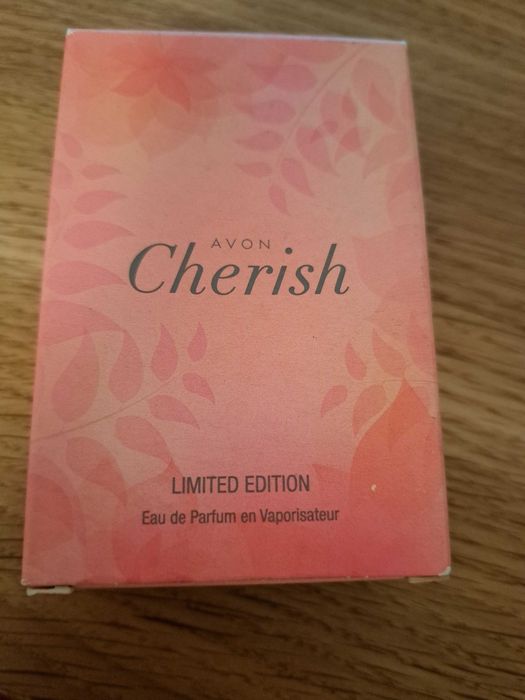 AVON
Cherish
LIMITED EDITION
Eau de Parfum en Vaporisateur